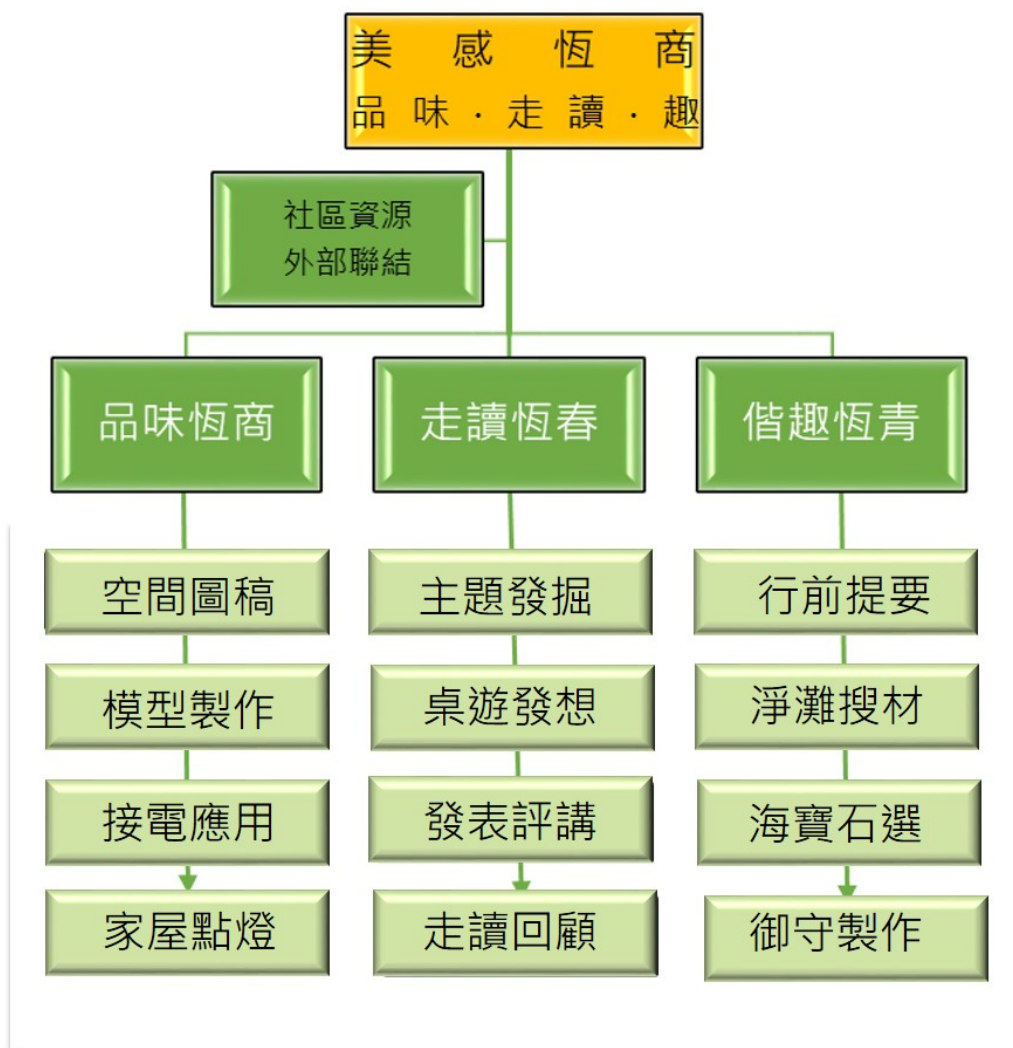 美感恆商
品味．走讀．趣
社區資源
外部聯結
品味恆商
走讀恆春
偕趣恆青
空間圖稿
模型製作
接電應用
家屋點燈
主題發掘
桌遊發想
發表評講
走讀回顧
行前提要
淨灘搜材
海寶石選
御守製作